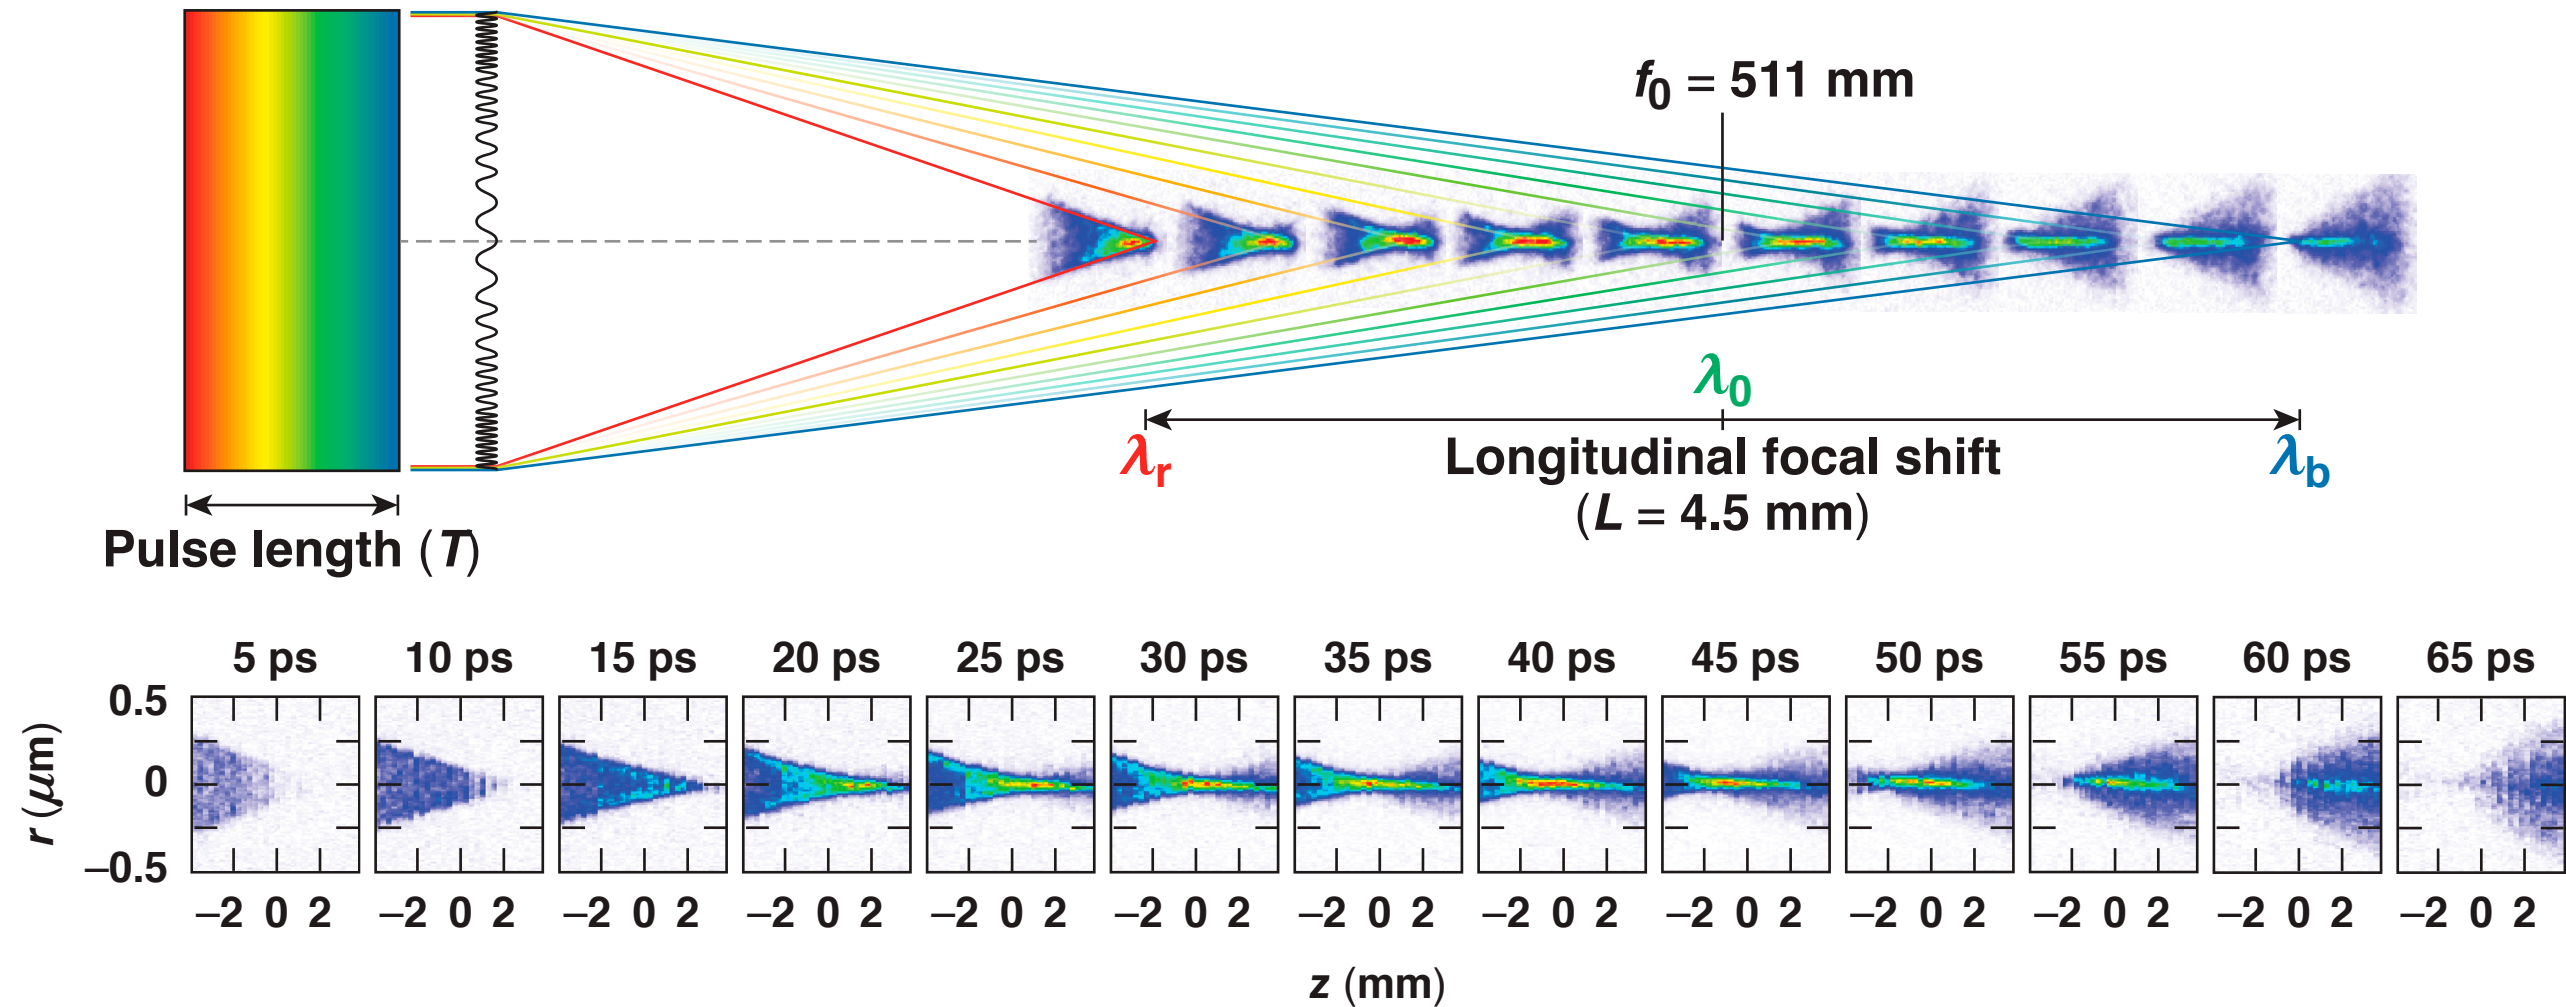 f0 = 511 mm
λ0
λr
Longitudinal focal shift
λb
(L = 4.5 mm)
Pulse length (T)
5 ps 10 ps 15 ps 20 ps 25 ps 30 ps 35 ps 40 ps 45 ps 50 ps 55 ps 60 ps 65 ps
0.5
r (μm)
0
–0.5
–2 0 2 –2 0 2 –2 0 2 –2 0 2 –2 0 2 –2 0 2 –2 0 2 –2 0 2 –2 0 2 –2 0 2 –2 0 2 –2 0 2 –2 0 2
z (mm)